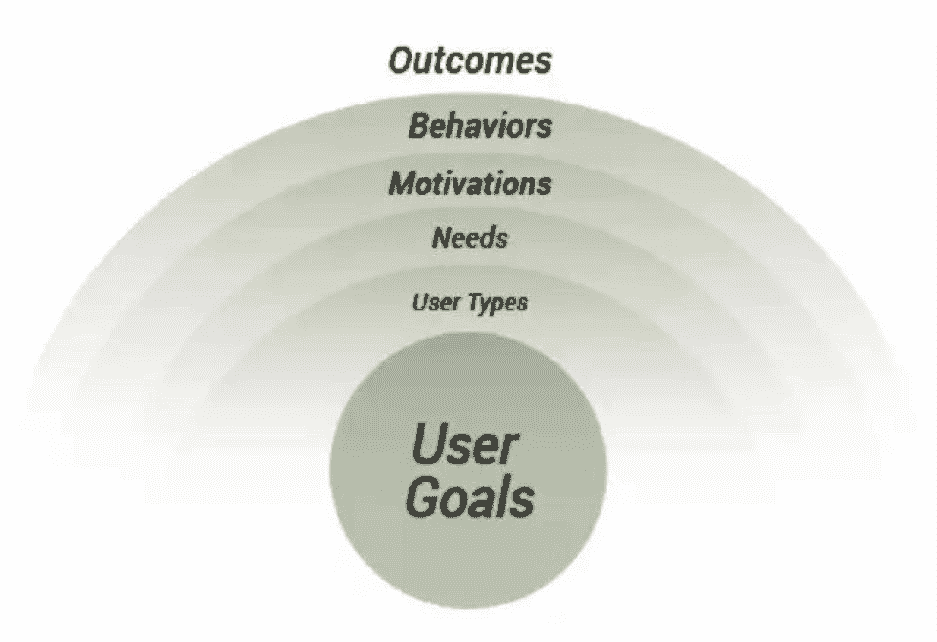 Outcomes
Behaviors
Motivations
Needs
User Types
User
Goals